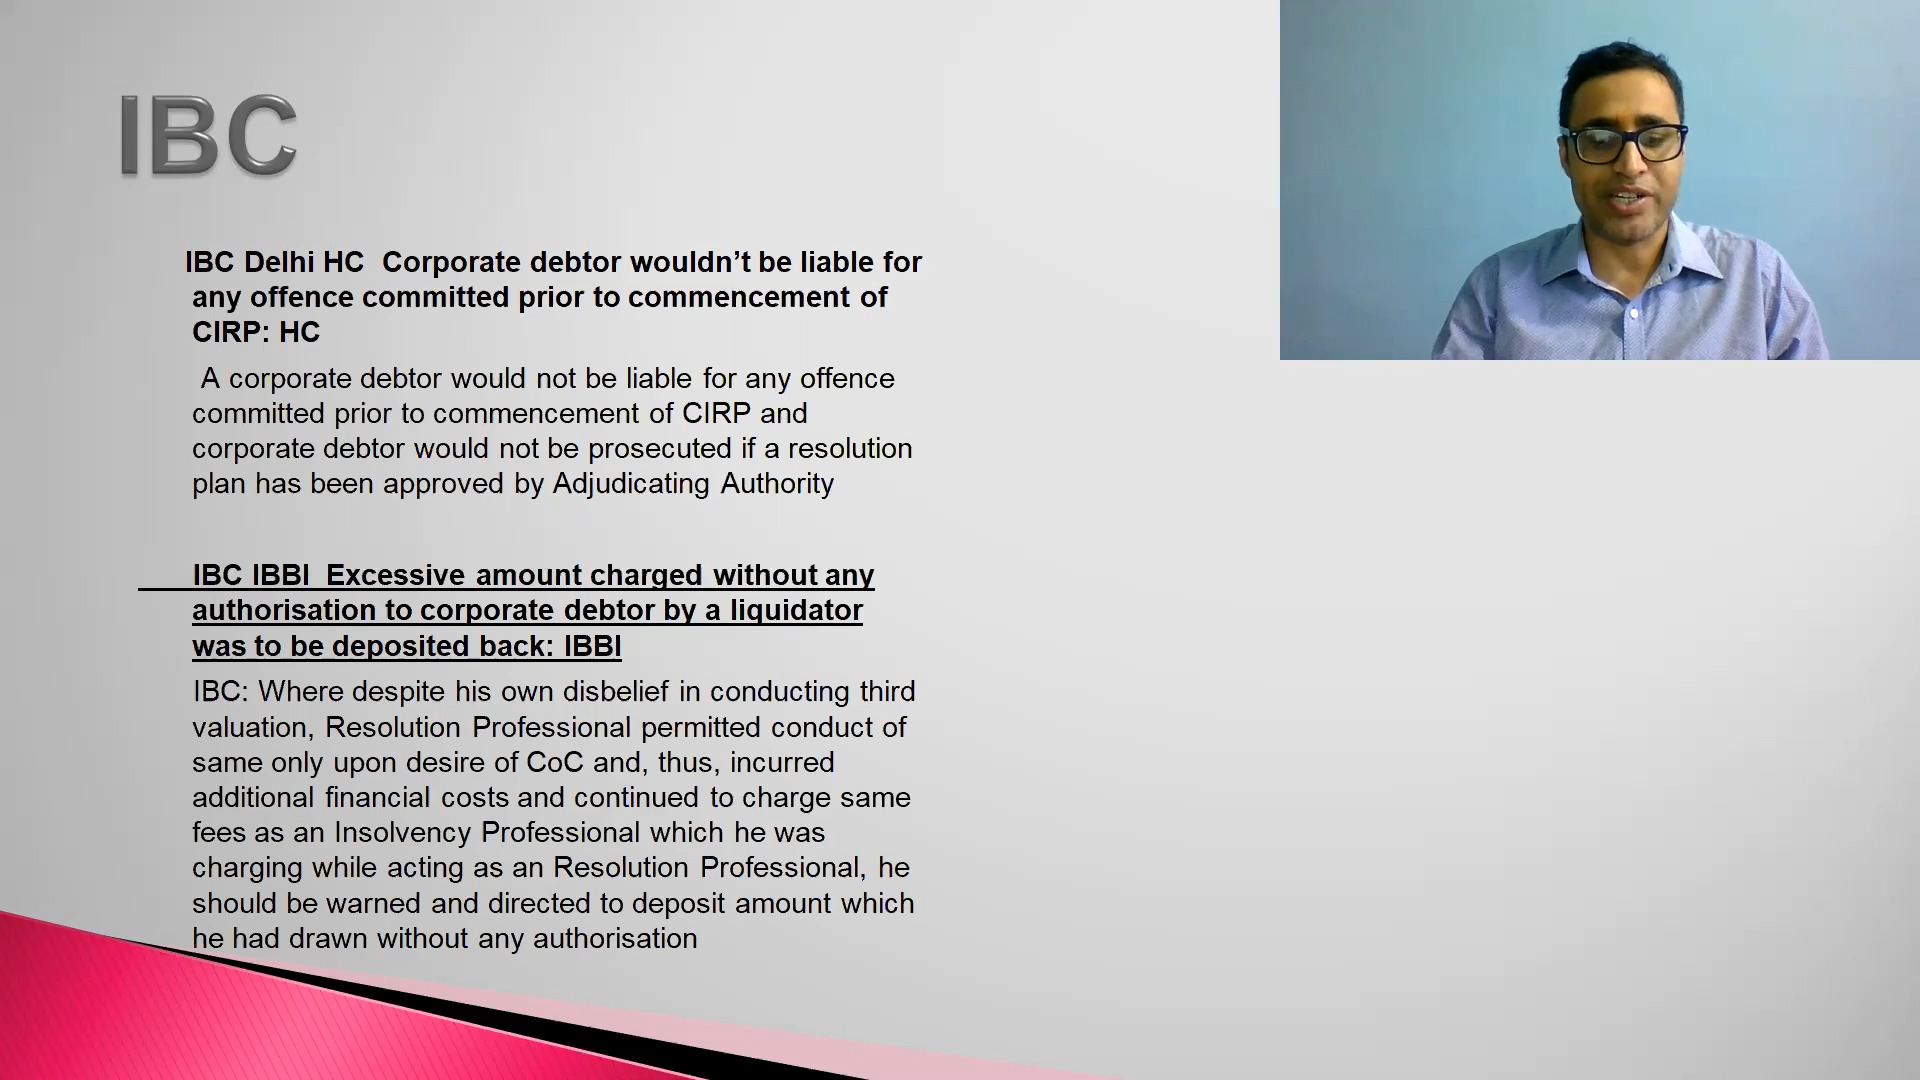 IBC
IBC Delhi HC  Corporate debtor wouldn’t be liable for
any offence committed prior to commencement of
CIRP: HC
A corporate debtor would not be liable for any offence
committed prior to commencement of CIRP and
corporate debtor would not be prosecuted if a resolution
plan has been approved by Adjudicating Authority
IBC IBBI  Excessive amount charged without any
authorisation to corporate debtor by a liquidator
was to be deposited back: IBBI
IBC: Where despite his own disbelief in conducting third
valuation, Resolution Professional permitted conduct of
same only upon desire of CoC and, thus, incurred
additional financial costs and continued to charge same
fees as an Insolvency Professional which he was
charging while acting as an Resolution Professional, he
should be warned and directed to deposit amount which
he had drawn without any authorisation